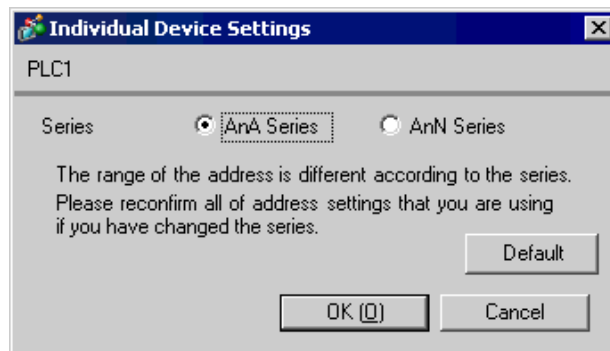 Individual Device Settings
PLC1
Series AnA Series AnN Series
The range of the address is different according to the series.
Please reconfirm all of address settings that you are using
if you have changed the series.
Default
OK (O) Cancel